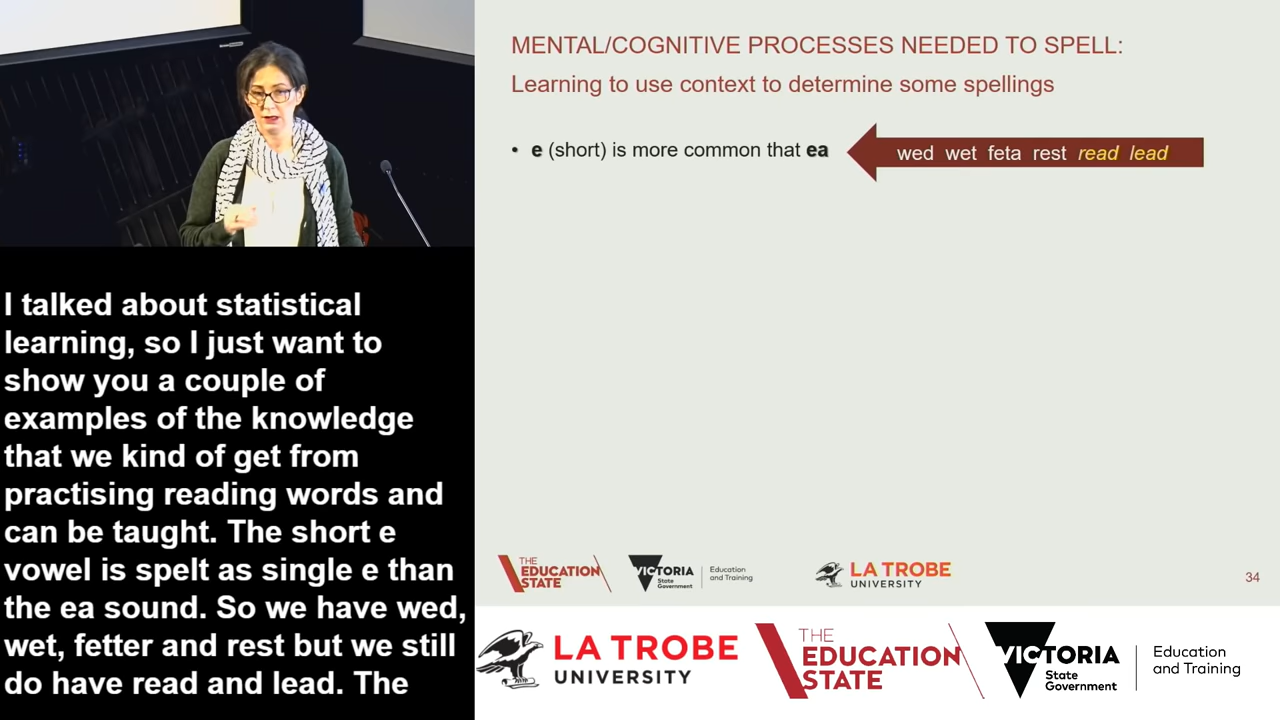 MENTAL/COGNITIVE PROCESSES NEEDED TO SPELL:
Learning to use context to determine some spellings
• e (short) is more common that ea
wed wet feta rest read lead
I talked about statistical
learning, so I just want to
show you a couple of
examples of the knowledge
that we kind of get from
practising reading words and
can be taught. The short e
vowel is spelt as single e than
the ea sound. So we have wed,
wet, fetter and rest but we still
do have read and lead. The
THE
EDUCATION
STATE
VICTORIA
State
Government
Education
and Training
LA TROBE
UNIVERSITY
34
LA TROBE
UNIVERSITY
THE
EDUCATION
STATE
VICTORIA
State
Government
Education
and Training